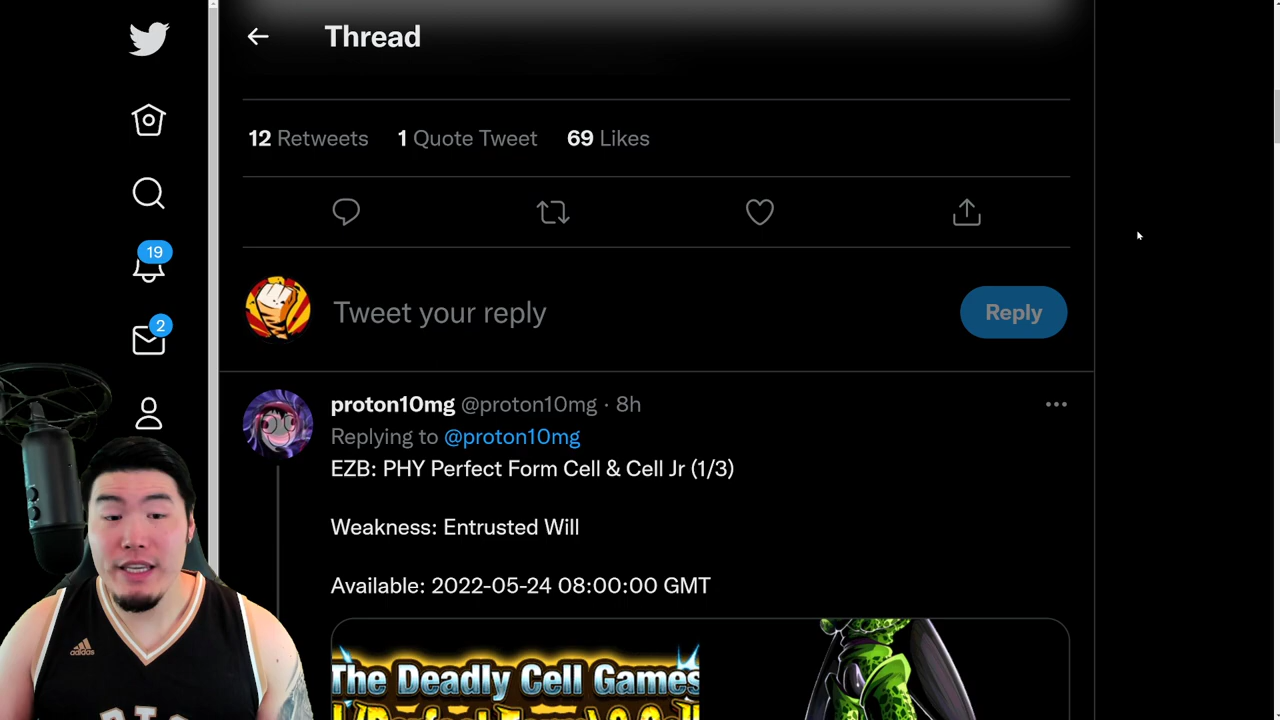 Thread
12 Retweets 1 Quote Tweet 69 Likes
19
Tweet your reply
Reply
2
proton10mg @proton10mg · 8h
Replying to @proton10mg
EZB: PHY Perfect Form Cell & Cell Jr (1/3)
Weakness: Entrusted Will
Available: 2022-05-24 08:00:00 GMT
The Deadly Cell Games
adidas